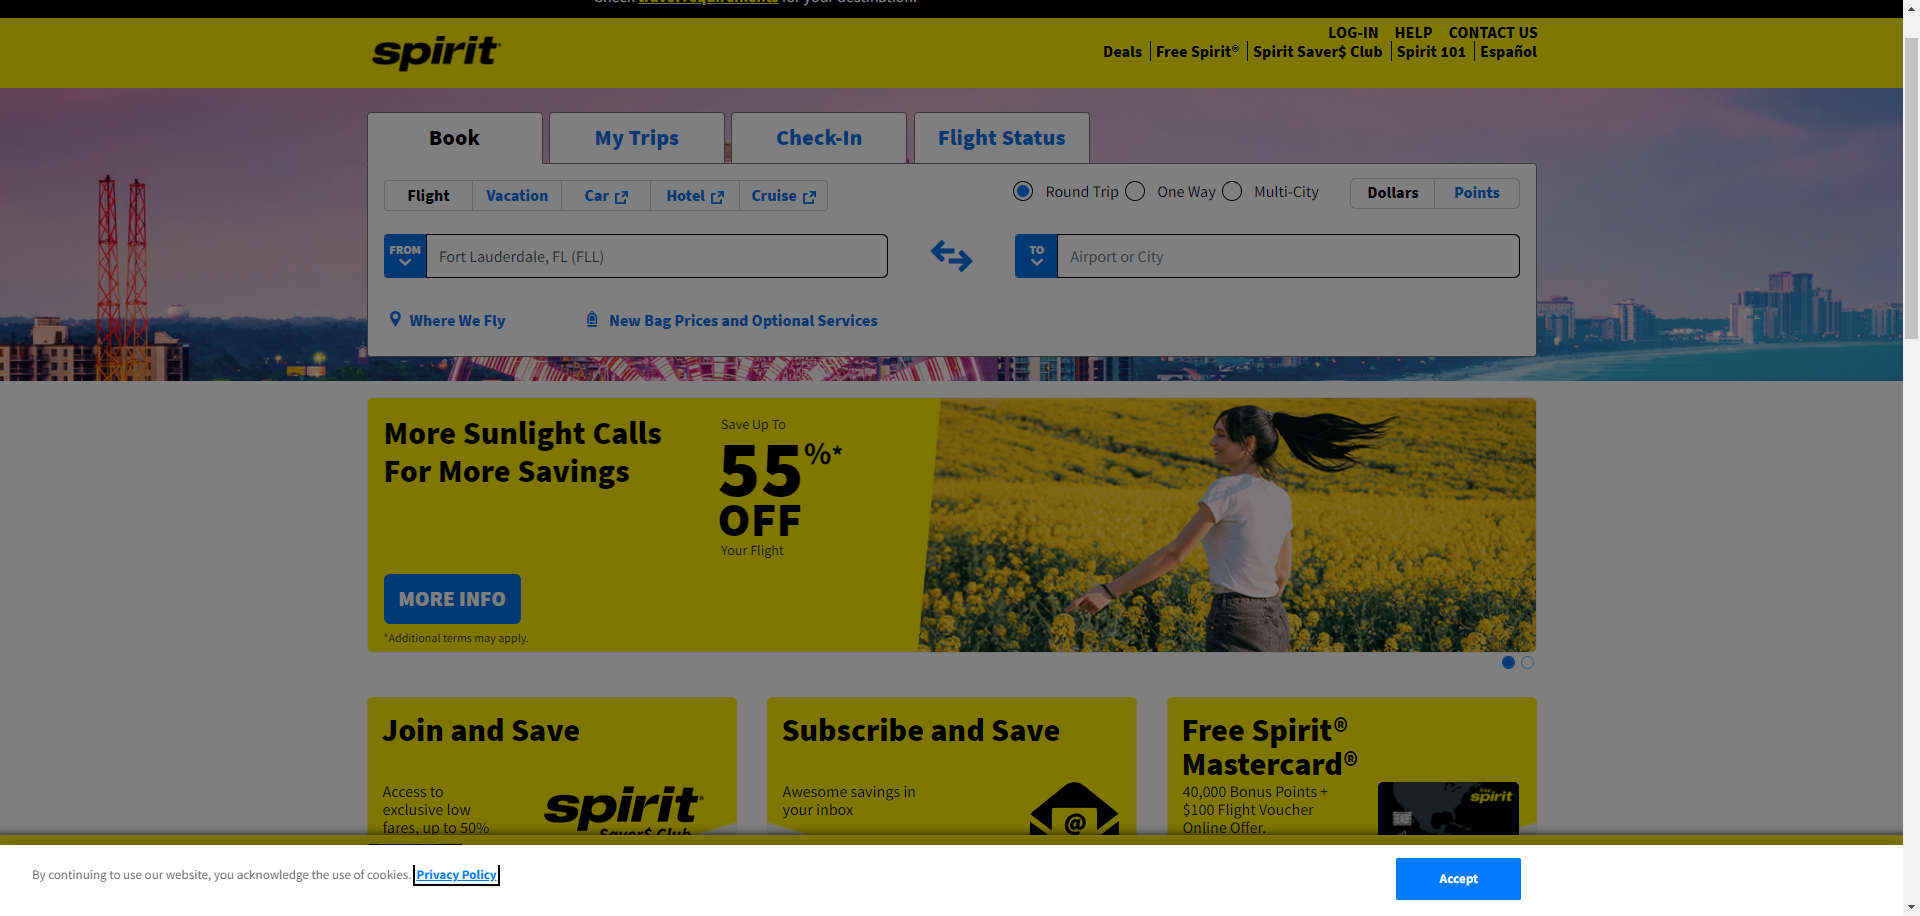 Check travel requirements for your destination.
spirit
LOG-IN HELP CONTACT US
Deals Free Spirit® Spirit Saver$ Club Spirit 101 Español
Book My Trips Check-In Flight Status
Flight Vacation Car Hotel Cruise Round Trip One Way Multi-City Dollars Points
FROM Fort Lauderdale, FL (FLL) TO Airport or City
Where We Fly New Bag Prices and Optional Services
More Sunlight Calls
For More Savings
Save Up To
55%*
OFF
Your Flight
MORE INFO
*Additional terms may apply.
Join and Save
Access to
exclusive low
fares, up to 50%
spirit
Saver$ Club
Subscribe and Save
Awesome savings in
your inbox
@
Free Spirit®
Mastercard®
40,000 Bonus Points +
$100 Flight Voucher
Online Offer.
free
spirit
By continuing to use our website, you acknowledge the use of cookies. Privacy Policy
Accept